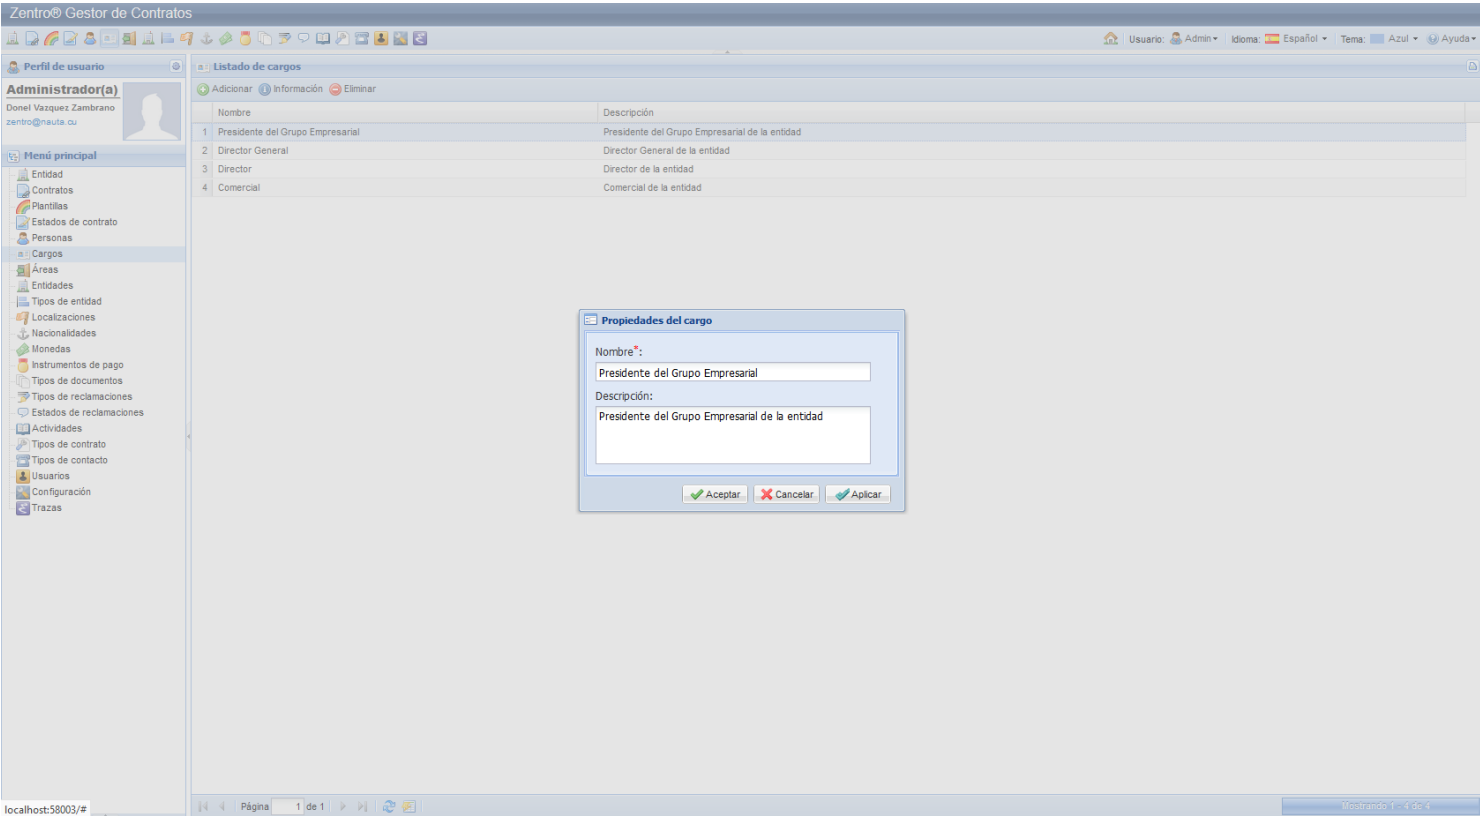 Zentro® Gestor de Contratos
Usuario: Admin Idioma: Español Tema: Azul Ayuda
Perfil de usuario
Administrador(a)
Donel Vazquez Zambrano
zentro@nauta.cu
Menú principal
Entidad
Contratos
Plantillas
Estados de contrato
Personas
Cargos
Áreas
Entidades
Tipos de entidad
Localizaciones
Nacionalidades
Monedas
Instrumentos de pago
Tipos de documentos
Tipos de reclamaciones
Estados de reclamaciones
Actividades
Tipos de contrato
Tipos de contacto
Usuarios
Configuración
Trazas
Listado de cargos
Adicionar Información Eliminar
Nombre Descripción
1 Presidente del Grupo Empresarial Presidente del Grupo Empresarial de la entidad
2 Director General Director General de la entidad
3 Director Director de la entidad
4 Comercial Comercial de la entidad
Propiedades del cargo
Nombre*:
Presidente del Grupo Empresarial
Descripción:
Presidente del Grupo Empresarial de la entidad
Aceptar Cancelar Aplicar
localhost:58003/#
Página 1 de 1
Mostrando 1 - 4 de 4